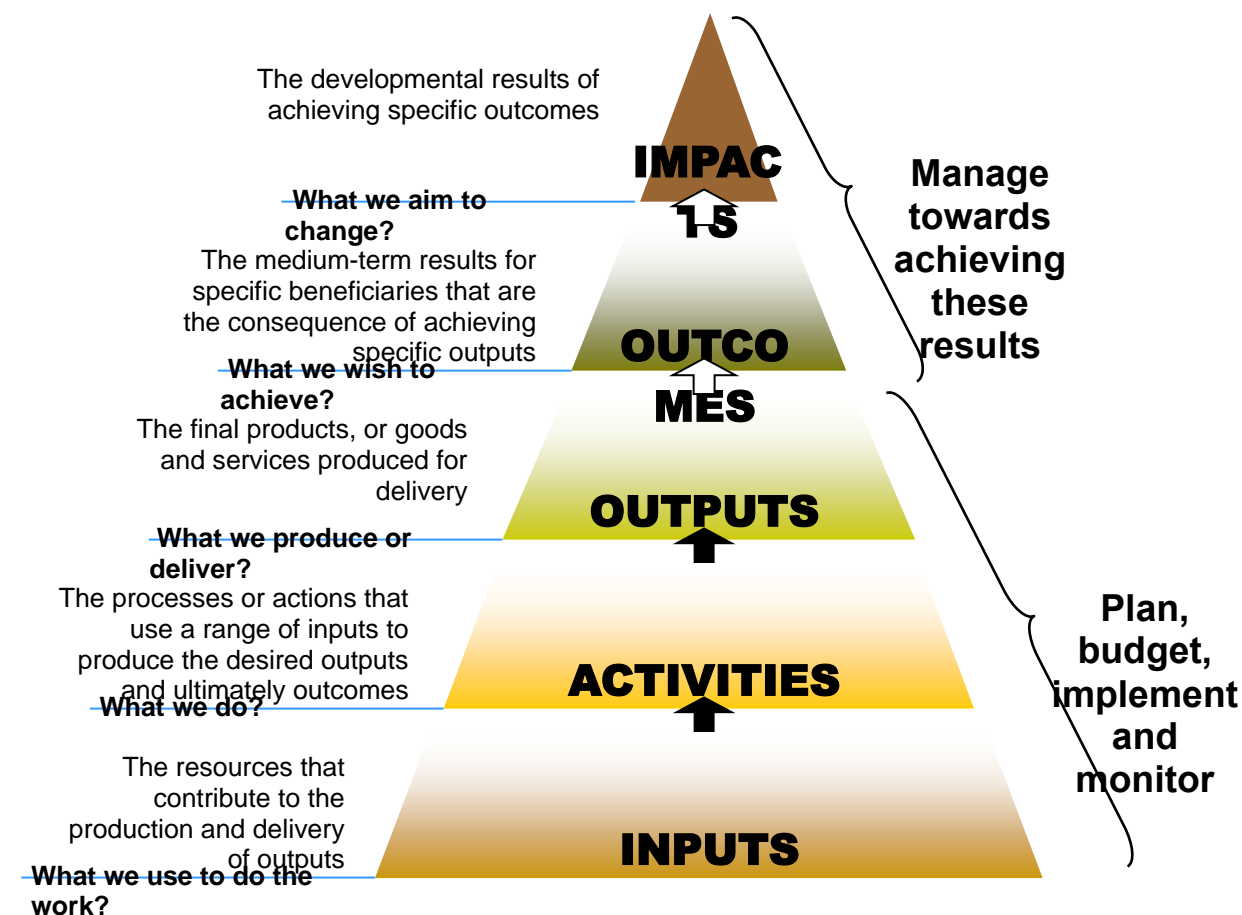 The developmental results of
achieving specific outcomes
IMPAC
TS
What we aim to
change?
The medium-term results for
specific beneficiaries that are
the consequence of achieving
specific outputs
OUTCO
MES
What we wish to
achieve?
The final products, or goods
and services produced for
delivery
OUTPUTS
What we produce or
deliver?
The processes or actions that
use a range of inputs to
produce the desired outputs
and ultimately outcomes
ACTIVITIES
What we do?
The resources that
contribute to the
production and delivery
of outputs
INPUTS
What we use to do the
work?
Manage
towards
achieving
these
results
Plan,
budget,
implement
and
monitor